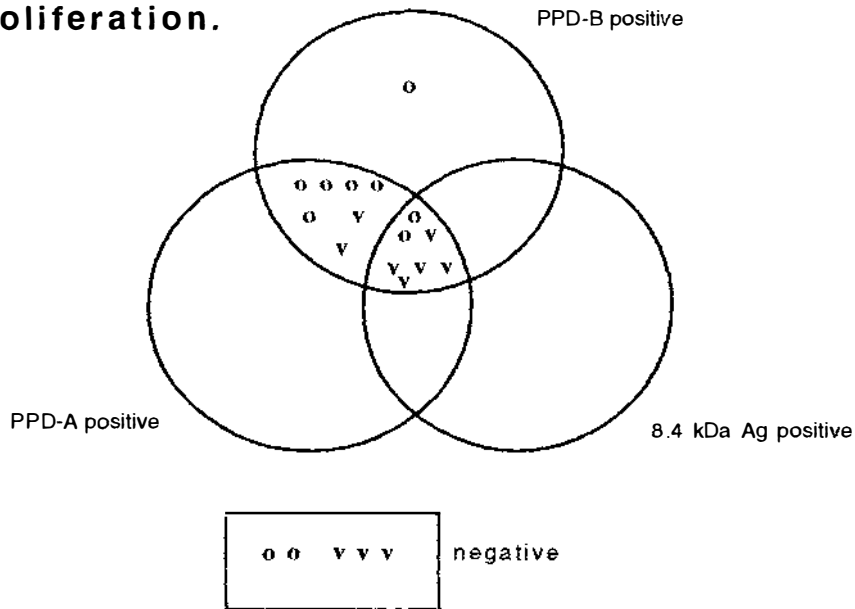 oliferation.
PPD-B positive
o
o o o o
o v o
o v
v
v v v
v
PPD-A positive
8.4 kDa Ag positive
o o v v v negative